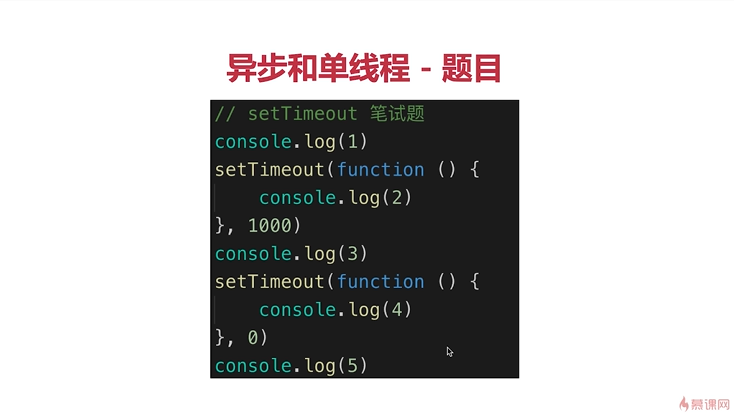 异步和单线程 - 题目
// setTimeout 笔试题
console.log(1)
setTimeout(function () {
    console.log(2)
}, 1000)
console.log(3)
setTimeout(function () {
    console.log(4)
}, 0)
console.log(5)
慕课网